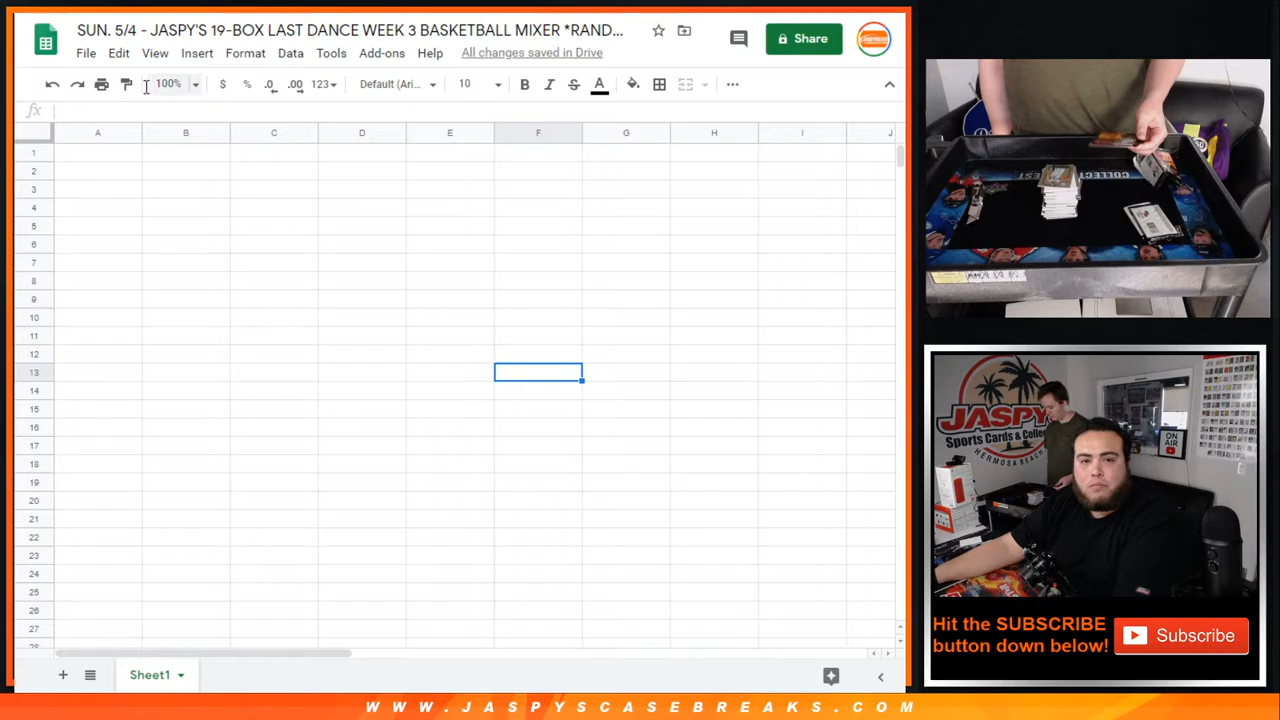 SUN. 5/4 - JASPY'S 19-BOX LAST DANCE WEEK 3 BASKETBALL MIXER *RAND...
File Edit View Insert Format Data Tools Add-ons Help All changes saved in Drive
Share
100% $ % .0 .00 123 Default (Ari... 10 B I S A
fx
A B C D E F G H I J
1
2
3
4
5
6
7
8
9
10
11
12
13
14
15
16
17
18
19
20
21
22
23
24
25
26
27
28
Sheet1
COLLECT
JASPY'S
Sports Cards & Collec
HERMOSA BEACH
ON
AIR
Hit the SUBSCRIBE
button down below!
Subscribe
WWW.JASPYSCASEBREAKS.COM